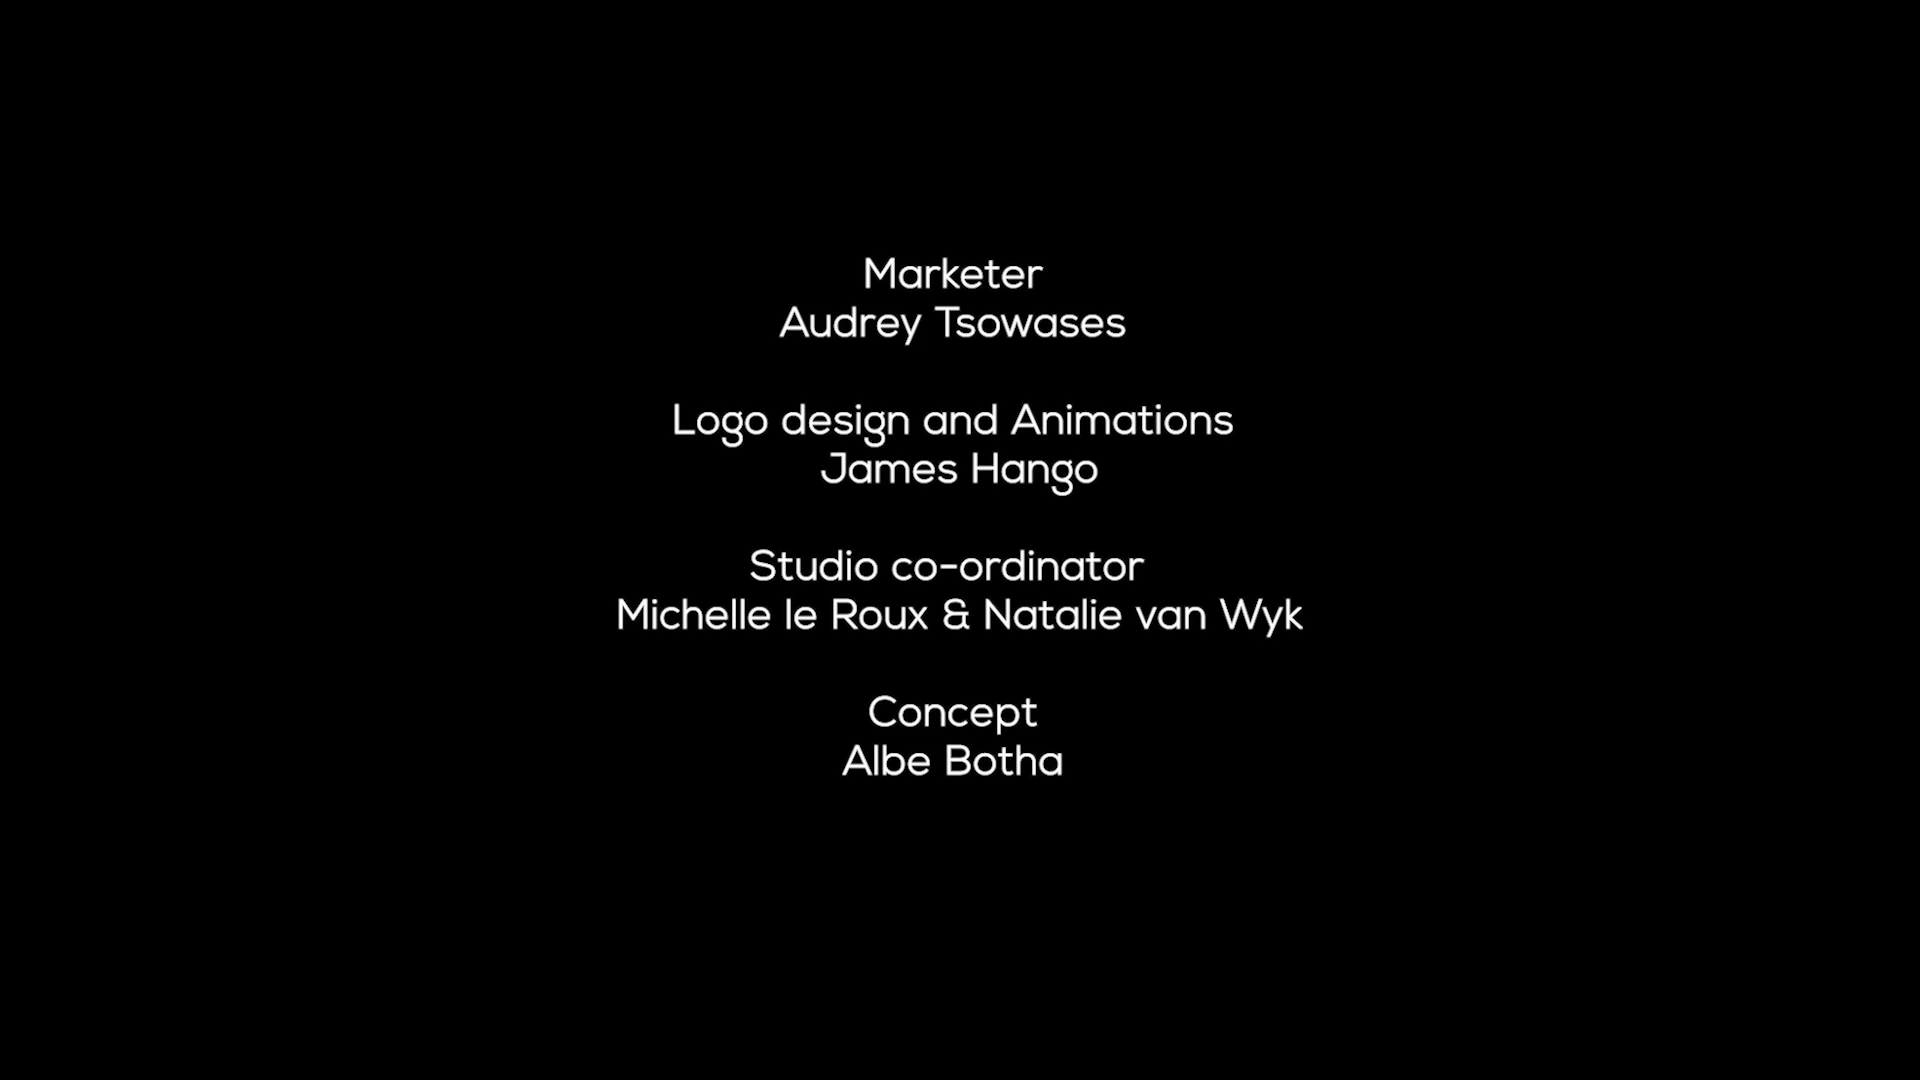 Marketer
Audrey Tsowases
Logo design and Animations
James Hango
Studio co-ordinator
Michelle le Roux & Natalie van Wyk
Concept
Albe Botha